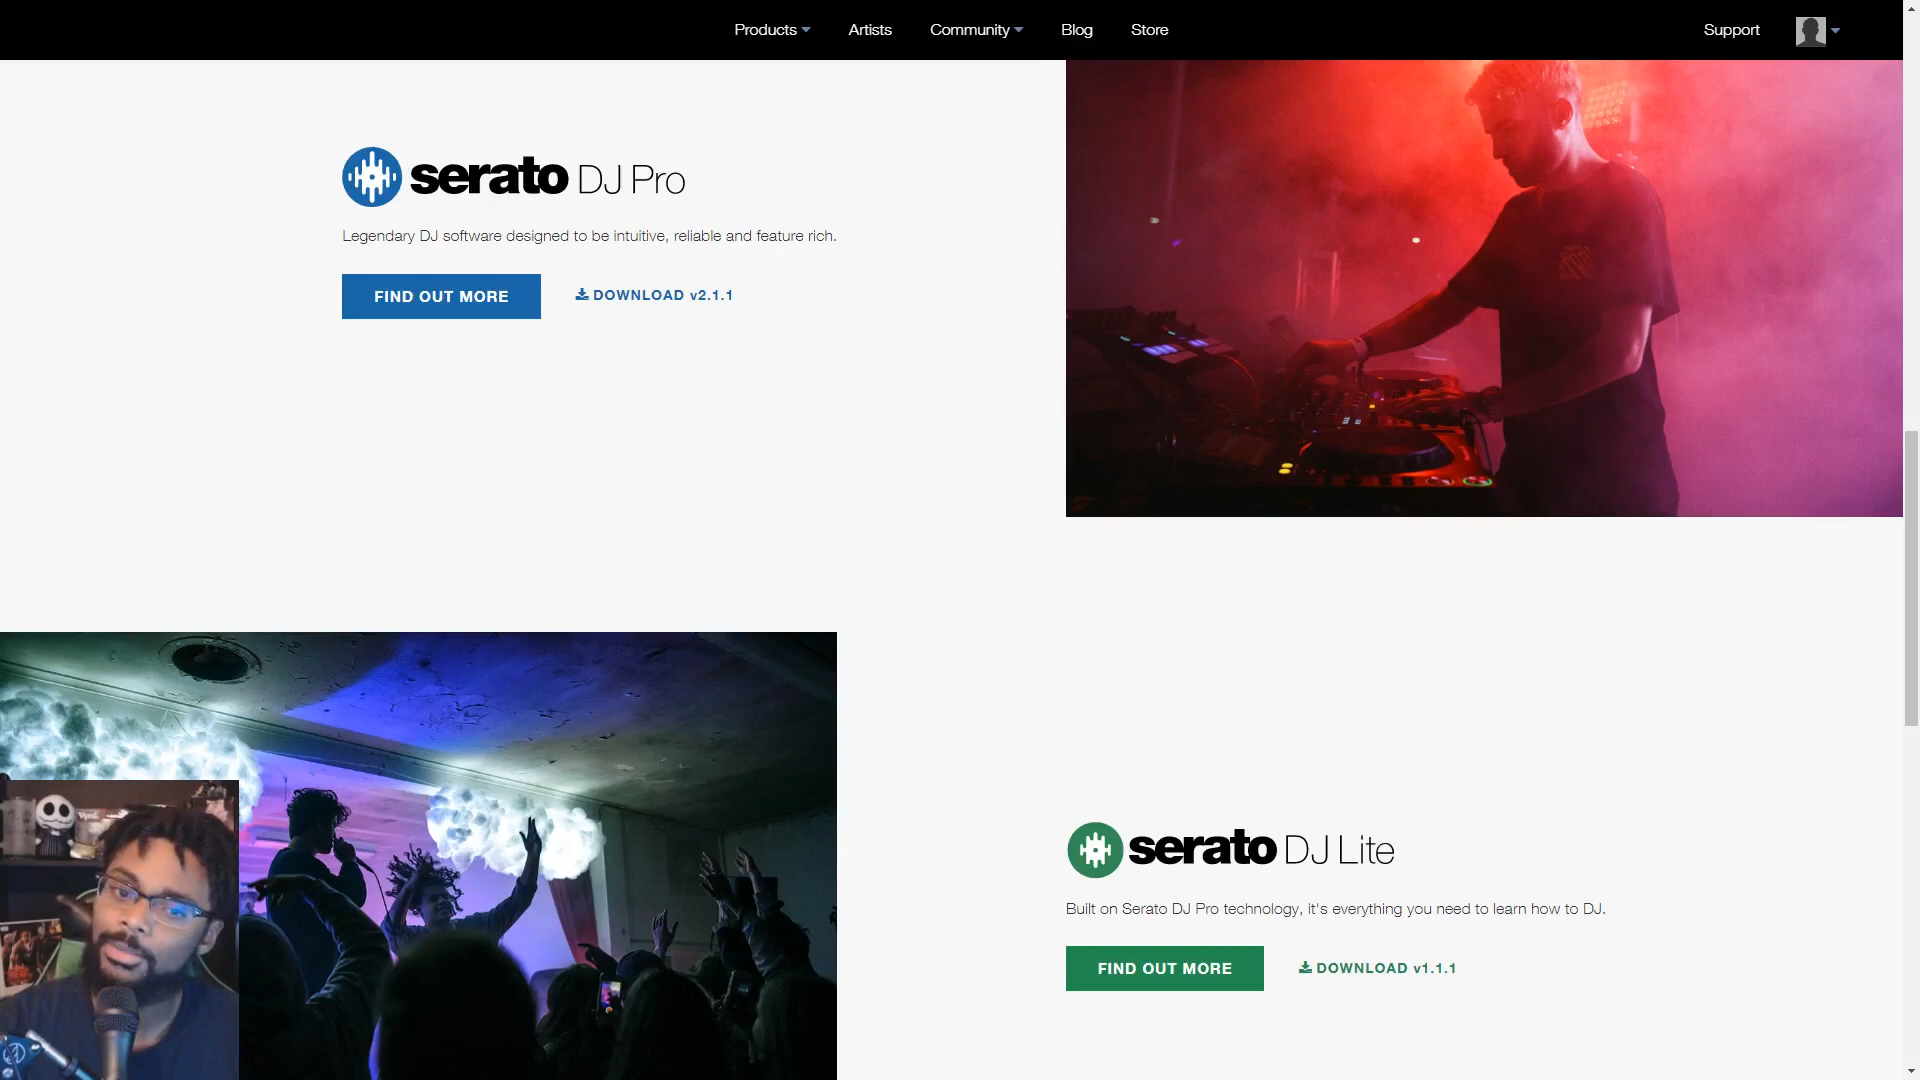 Products
Artists
Community
Blog
Store
Support
serato DJ Pro
Legendary DJ software designed to be intuitive, reliable and feature rich.
FIND OUT MORE
DOWNLOAD v2.1.1
serato DJ Lite
Built on Serato DJ Pro technology, it's everything you need to learn how to DJ.
FIND OUT MORE
DOWNLOAD v1.1.1